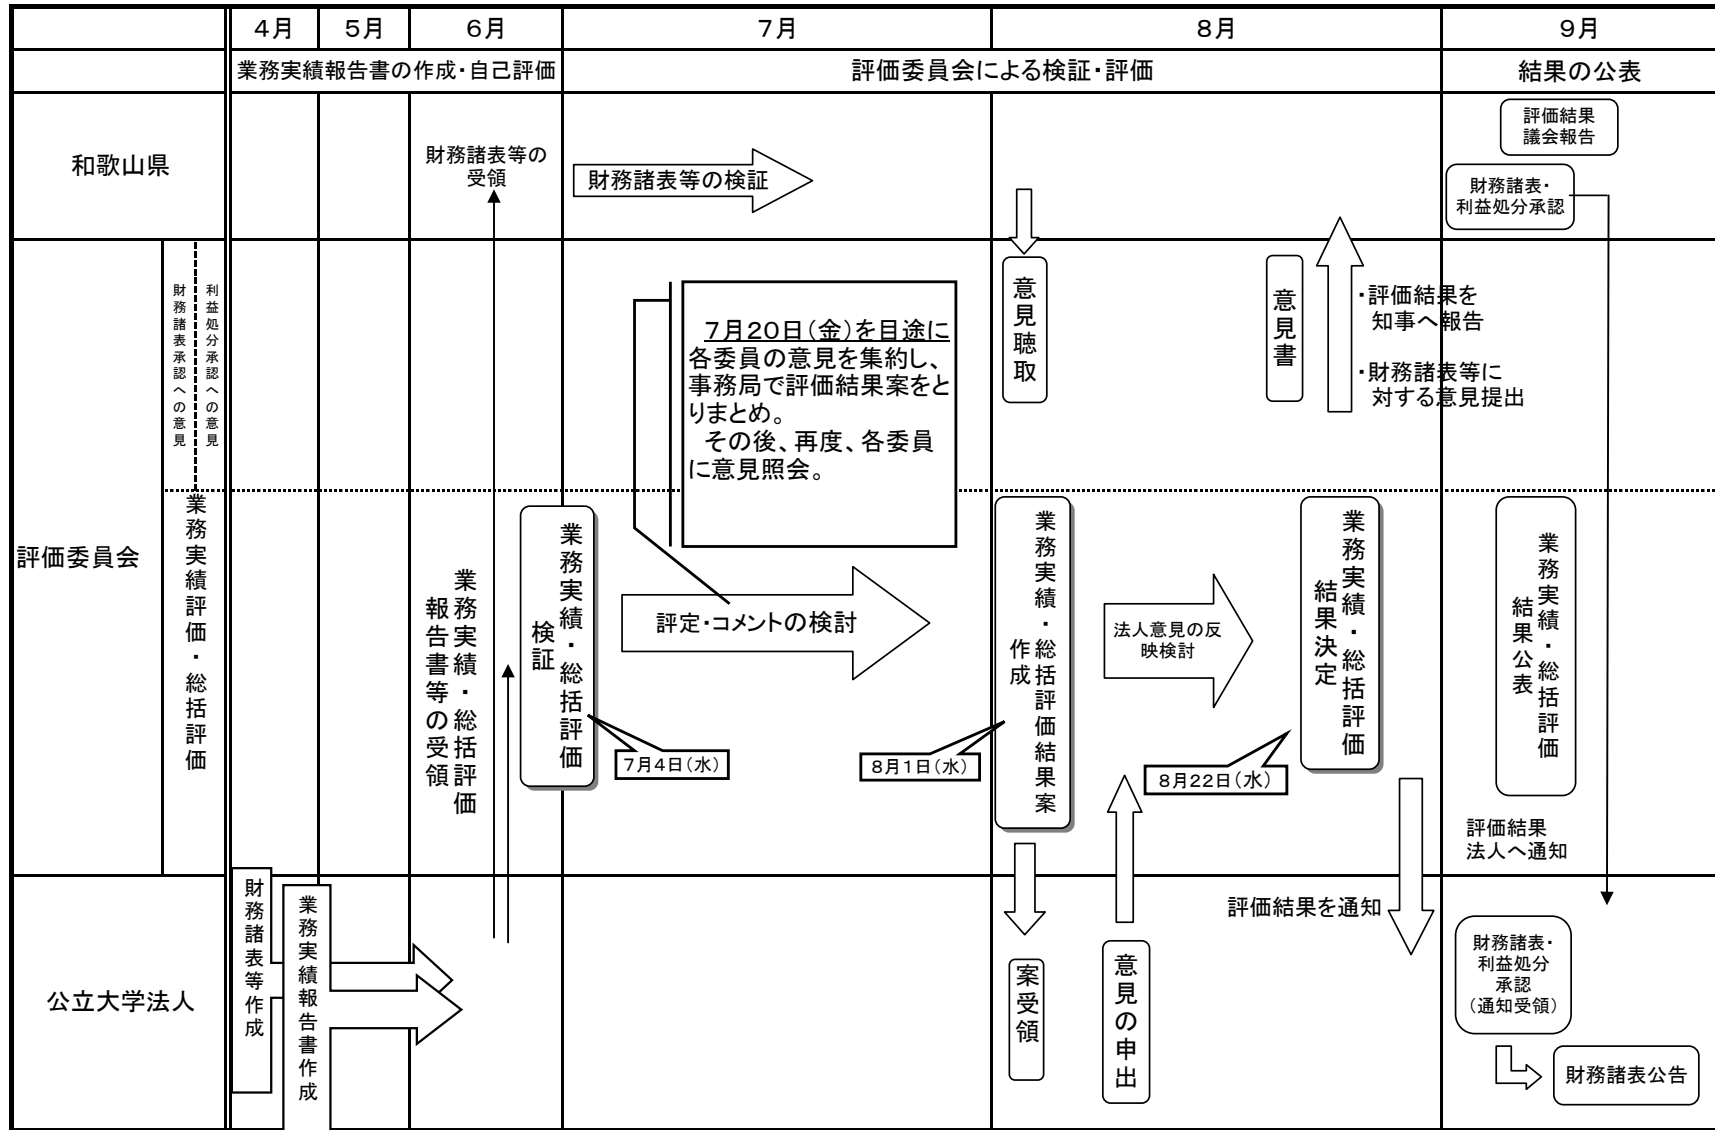 4月
5月
6月
7月
8月
9月
業務実績報告書の作成・自己評価
評価委員会による検証・評価
結果の公表
和歌山県
財務諸表等の
受領
財務諸表等の検証
評価結果
議会報告
財務諸表・
利益処分承認
評価委員会
利益処分承認への意見
財務諸表承認への意見
業務実績評価・総括評価
7月20日(金)を目途に
各委員の意見を集約し、
事務局で評価結果案をと
りまとめ。
その後、再度、各委員
に意見照会。
意見聴取
意見書
・評価結果を
知事へ報告
・財務諸表等に
対する意見提出
業務実績・総括評価
報告書等の受領
業務実績・総括評価
検証
7月4日(水)
評定・コメントの検討
業務実績・総括評価結果案
作成
8月1日(水)
法人意見の反
映検討
業務実績・総括評価
結果決定
8月22日(水)
業務実績・総括評価
結果公表
評価結果
法人へ通知
公立大学法人
財務諸表等作成
業務実績報告書作成
案受領
意見の申出
評価結果を通知
財務諸表・
利益処分
承認
(通知受領)
財務諸表公告